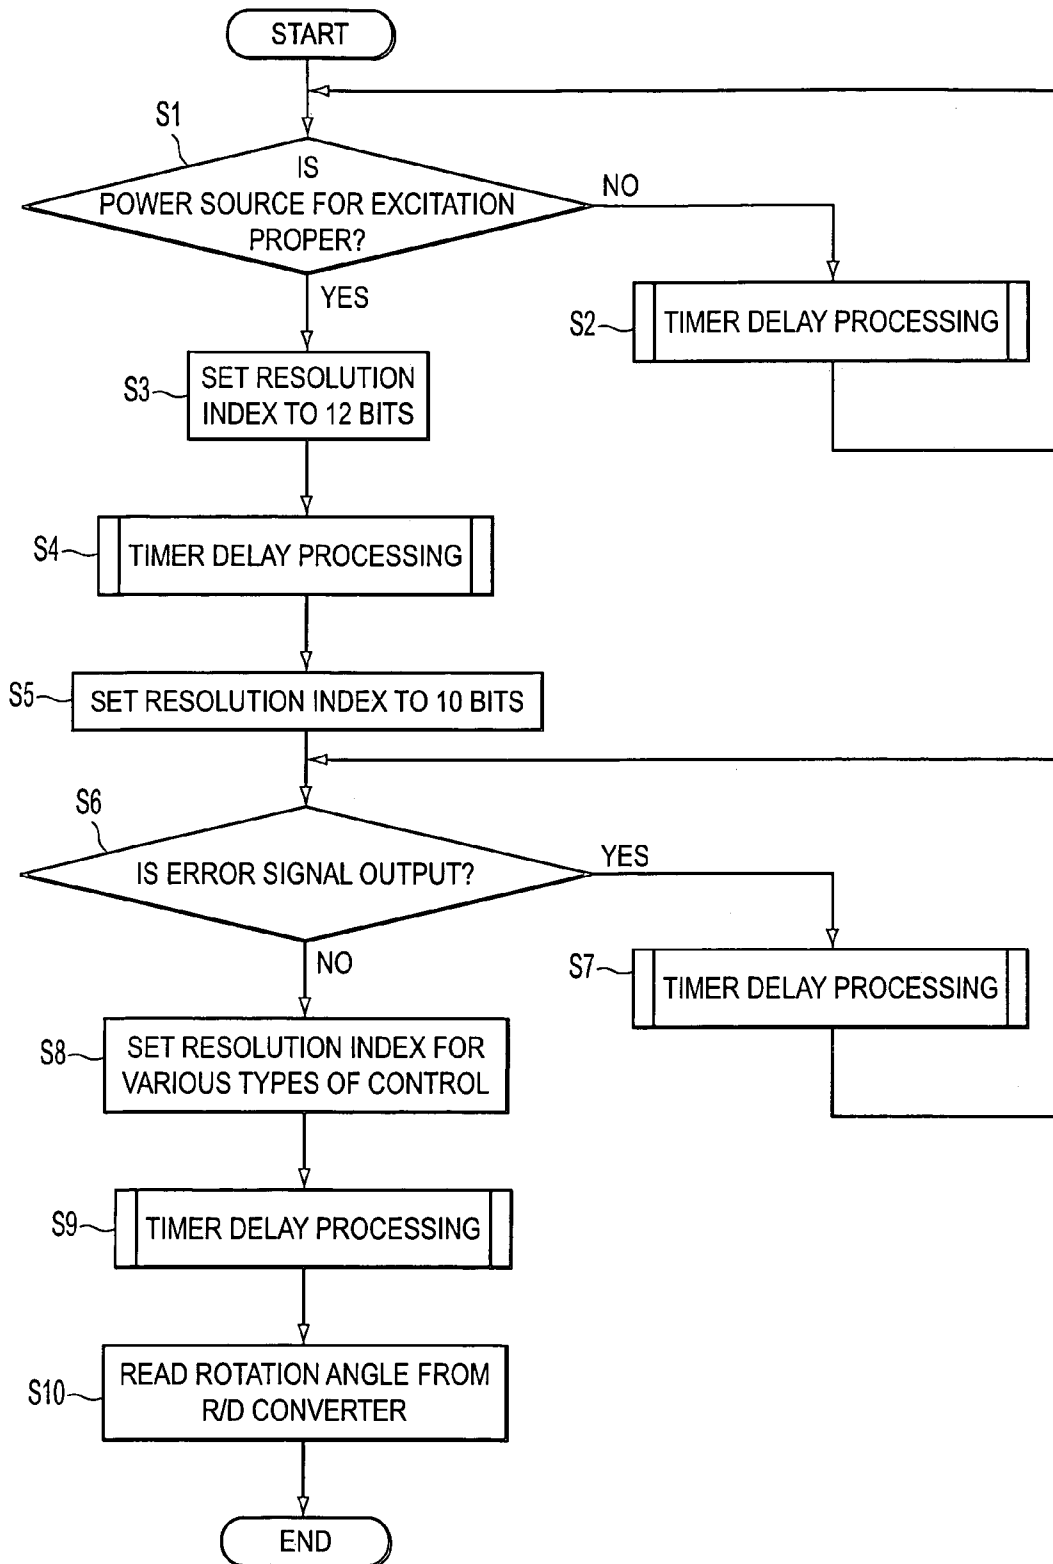 START
S1
IS
POWER SOURCE FOR EXCITATION
PROPER?
NO
YES
S2
TIMER DELAY PROCESSING
S3
SET RESOLUTION
INDEX TO 12 BITS
S4
TIMER DELAY PROCESSING
S5
SET RESOLUTION INDEX TO 10 BITS
S6
IS ERROR SIGNAL OUTPUT?
YES
NO
S7
TIMER DELAY PROCESSING
S8
SET RESOLUTION INDEX FOR
VARIOUS TYPES OF CONTROL
S9
TIMER DELAY PROCESSING
S10
READ ROTATION ANGLE FROM
R/D CONVERTER
END